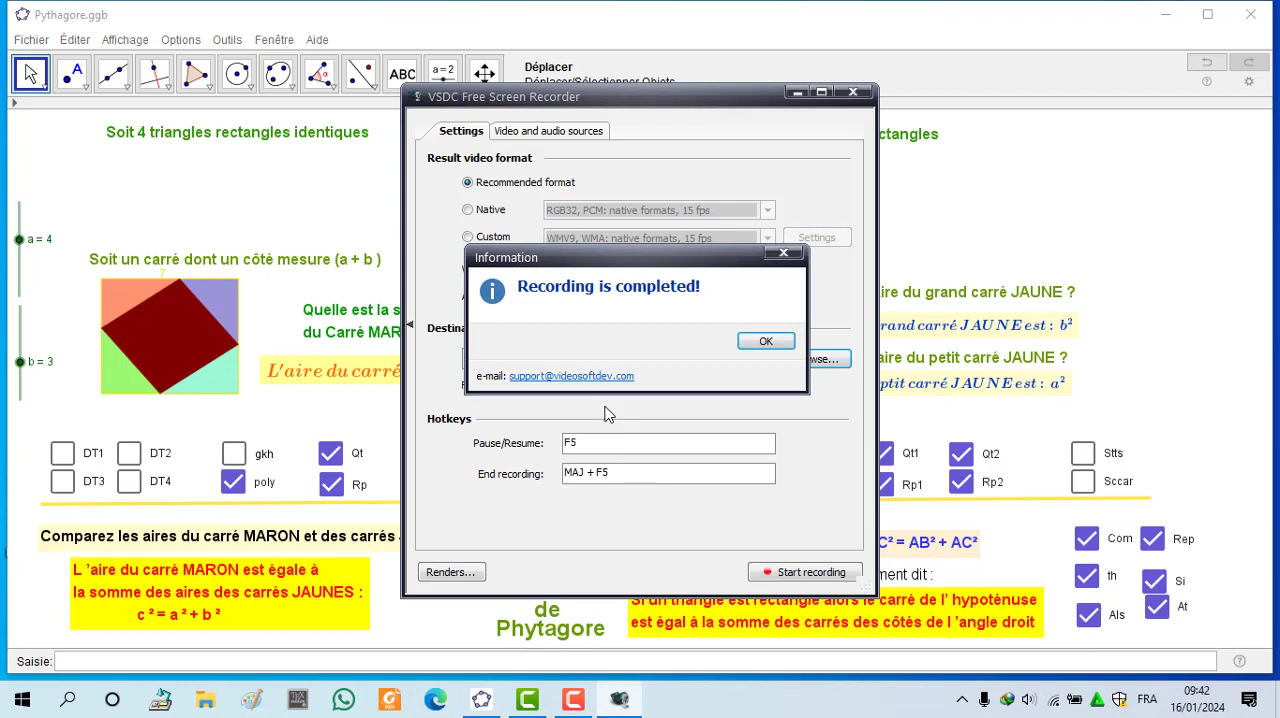 Pythagore.ggb
Fichier Éditer Affichage Options Outils Fenêtre Aide
ABC
a=2
Déplacer
Déplacer/Sélectionner Objets
Soit 4 triangles rectangles identiques
ctangles
a = 4
b = 3
Soit un carré dont un côté mesure (a + b )
7
Quelle est la s
du Carré MAR
L'aire du carré
aire du grand carré JAUNE ?
grand carré JAUNE est : b²
aire du petit carré JAUNE ?
ptit carré JAUNE est : a²
VSDC Free Screen Recorder
Settings Video and audio sources
Result video format
Recommended format
Native RGB32, PCM: native formats, 15 fps
Custom WMV9, WMA: native formats, 15 fps Settings
Information
Recording is completed!
OK
e-mail: support@videosoftdev.com
Destina
wse...
Hotkeys
Pause/Resume: F5
End recording: MAJ + F5
Renders... Start recording
DT1 DT2 gkh Qt
DT3 DT4 poly Rp
Qt1 Qt2 Stts
Rp1 Rp2 Sccar
Comparez les aires du carré MARON et des carrés
L 'aire du carré MARON est égale à
la somme des aires des carrés JAUNES :
c ² = a ² + b ²
de
Phytagore
C² = AB² + AC²
ment dit :
Si un triangle est rectangle alors le carré de l' hypoténuse
est égal à la somme des carrés des côtés de l 'angle droit
Com Rep
th Si
Als At
Saisie:
FRA
09:42
16/01/2024